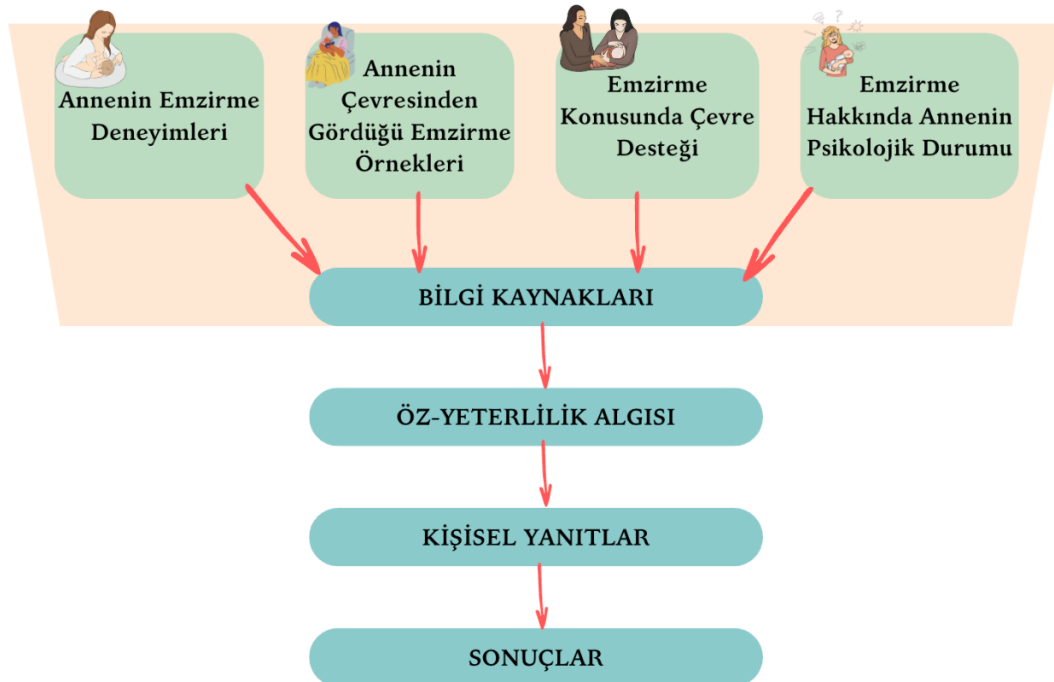 Annenin Emzirme
Deneyimleri
Annenin
Çevresinden
Gördüğü Emzirme
Örnekleri
Emzirme
Konusunda Çevre
Desteği
Emzirme
Hakkında Annenin
Psikolojik Durumu
BİLGİ KAYNAKLARI
ÖZ-YETERLİLİK ALGISI
KİŞİSEL YANITLAR
SONUÇLAR